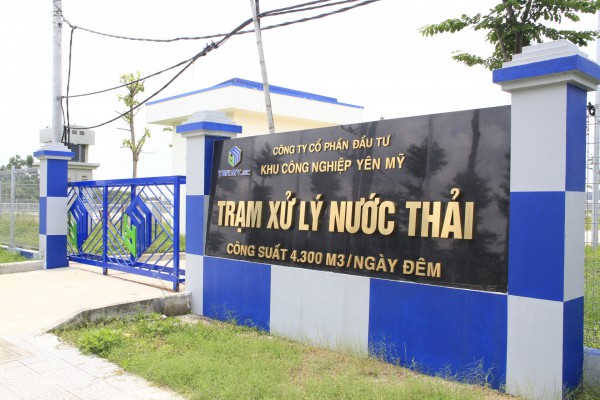 CÔNG TY CỔ PHẦN ĐẦU TƯ
KHU CÔNG NGHIỆP YÊN MỸ
TRẠM XỬ LÝ NƯỚC THẢI
CÔNG SUẤT 4.300 M3/NGÀY ĐÊM